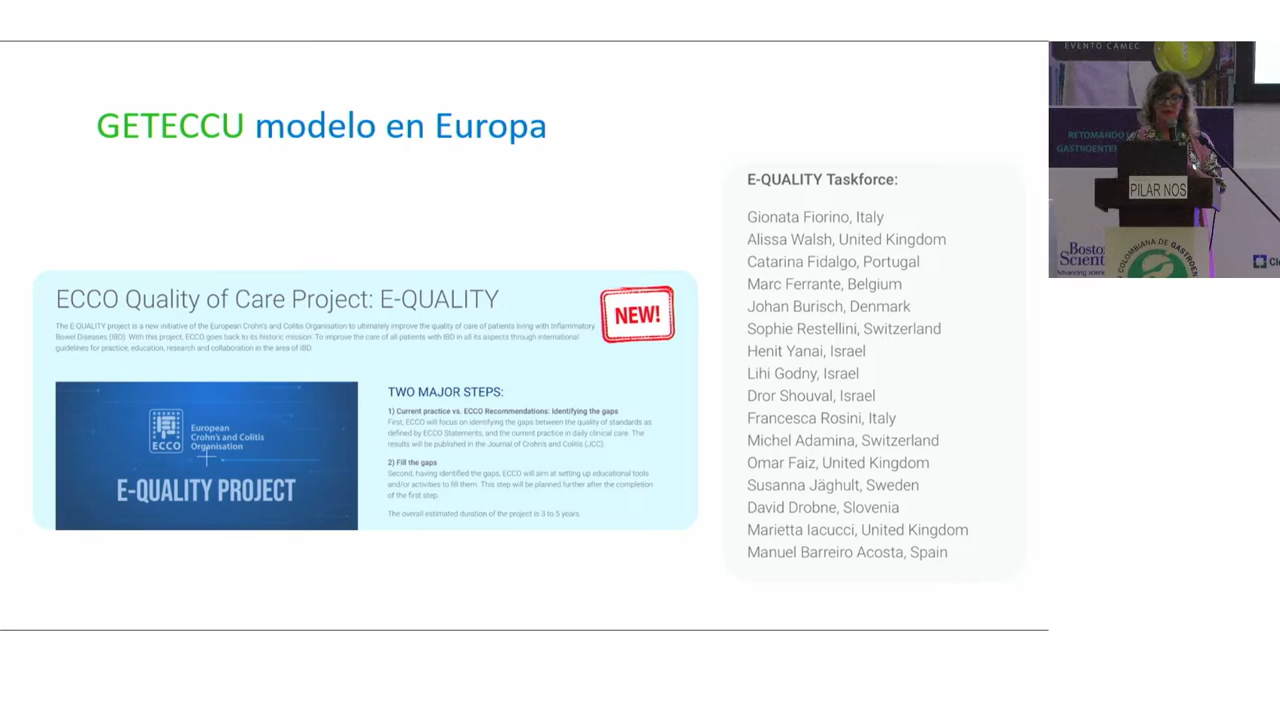 GETECCU modelo en Europa
ECCO Quality of Care Project: E-QUALITY
The E-QUALITY project is a new initiative of the European Crohn's and Colitis Organisation to ultimately improve the quality of care of patients living with Inflammatory
Bowel Diseases (IBD). With this project, ECCO goes back to its historic mission: To improve the care of all patients with IBD in all its aspects through international
guidelines for practice, education, research and collaboration in the area of IBD.
NEW!
European
Crohn's and Colitis
Organisation
ECCO
E-QUALITY PROJECT
TWO MAJOR STEPS:
1) Current practice vs. ECCO Recommendations: Identifying the gaps
First, ECCO will focus on identifying the gaps between the quality of standards as
defined by ECCO Statements, and the current practice in daily clinical care. The
results will be published in the Journal of Crohn's and Colitis (JCC).
2) Fill the gaps
Second, having identified the gaps, ECCO will aim at setting up educational tools
and/or activities to fill them. This step will be planned further after the completion
of the first step.
The overall estimated duration of the project is 3 to 5 years.
E-QUALITY Taskforce:
Gionata Fiorino, Italy
Alissa Walsh, United Kingdom
Catarina Fidalgo, Portugal
Marc Ferrante, Belgium
Johan Burisch, Denmark
Sophie Restellini, Switzerland
Henit Yanai, Israel
Lihi Godny, Israel
Dror Shouval, Israel
Francesca Rosini, Italy
Michel Adamina, Switzerland
Omar Faiz, United Kingdom
Susanna Jäghult, Sweden
David Drobne, Slovenia
Marietta Iacucci, United Kingdom
Manuel Barreiro Acosta, Spain
EVENTO CAMEC
RETOMANDO
PILAR NOS
Boston
COLOMBIANA DE